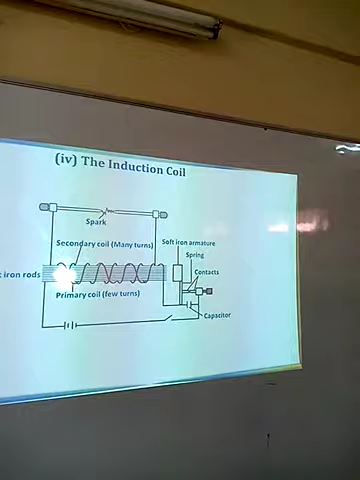 (iv) The Induction Coil
Spark
Secondary coil (Many turns)
Soft iron armature
Spring
iron rods
Contacts
Primary coil (few turns)
Capacitor